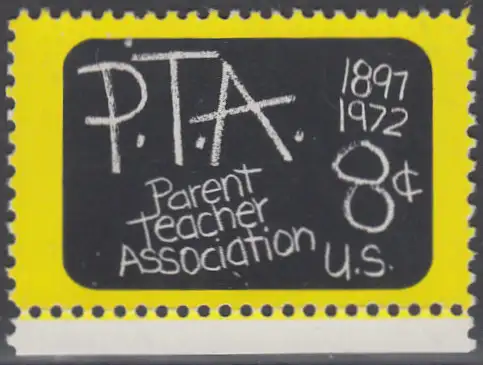 P.T.A.
1897
1972
8¢
Parent
Teacher
Association
U.S.